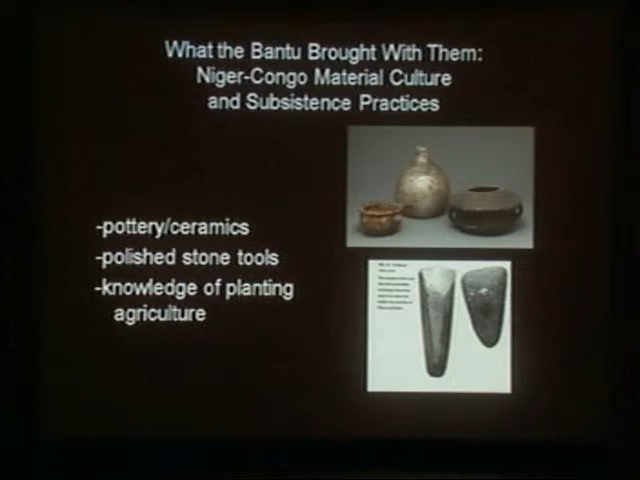 What the Bantu Brought With Them:
Niger-Congo Material Culture
and Subsistence Practices
-pottery/ceramics
-polished stone tools
-knowledge of planting
agriculture